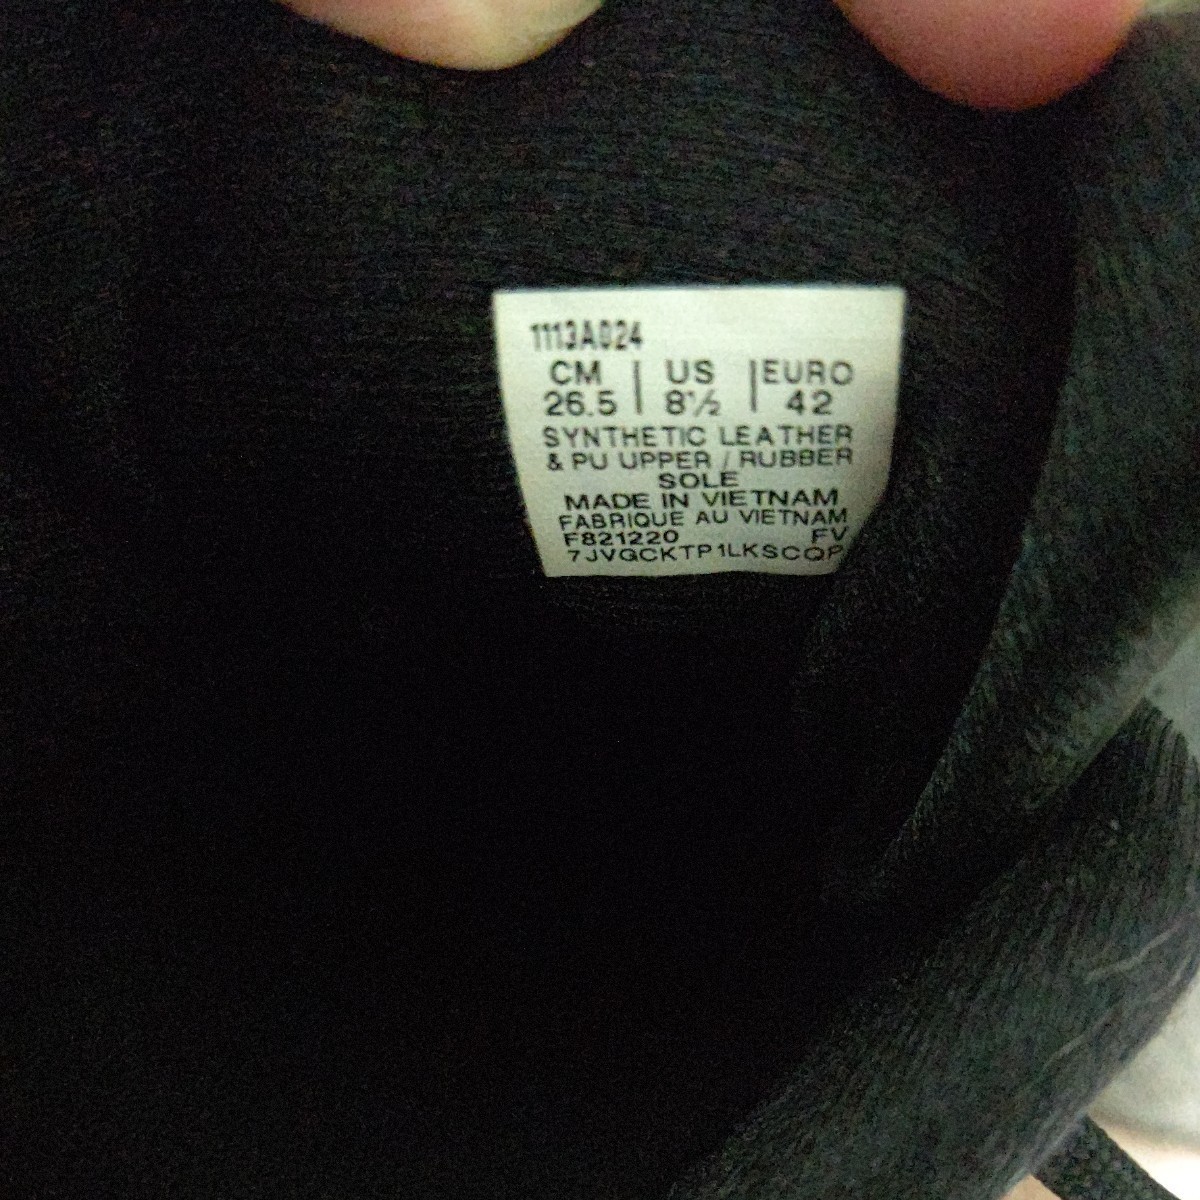 1113A024
CM | US | EURO
26.5 | 8½ | 42
SYNTHETIC LEATHER
& PU UPPER / RUBBER
SOLE
MADE IN VIETNAM
FABRIQUE AU VIETNAM
F821220 FV
7JVGCKTP1LKSCQP